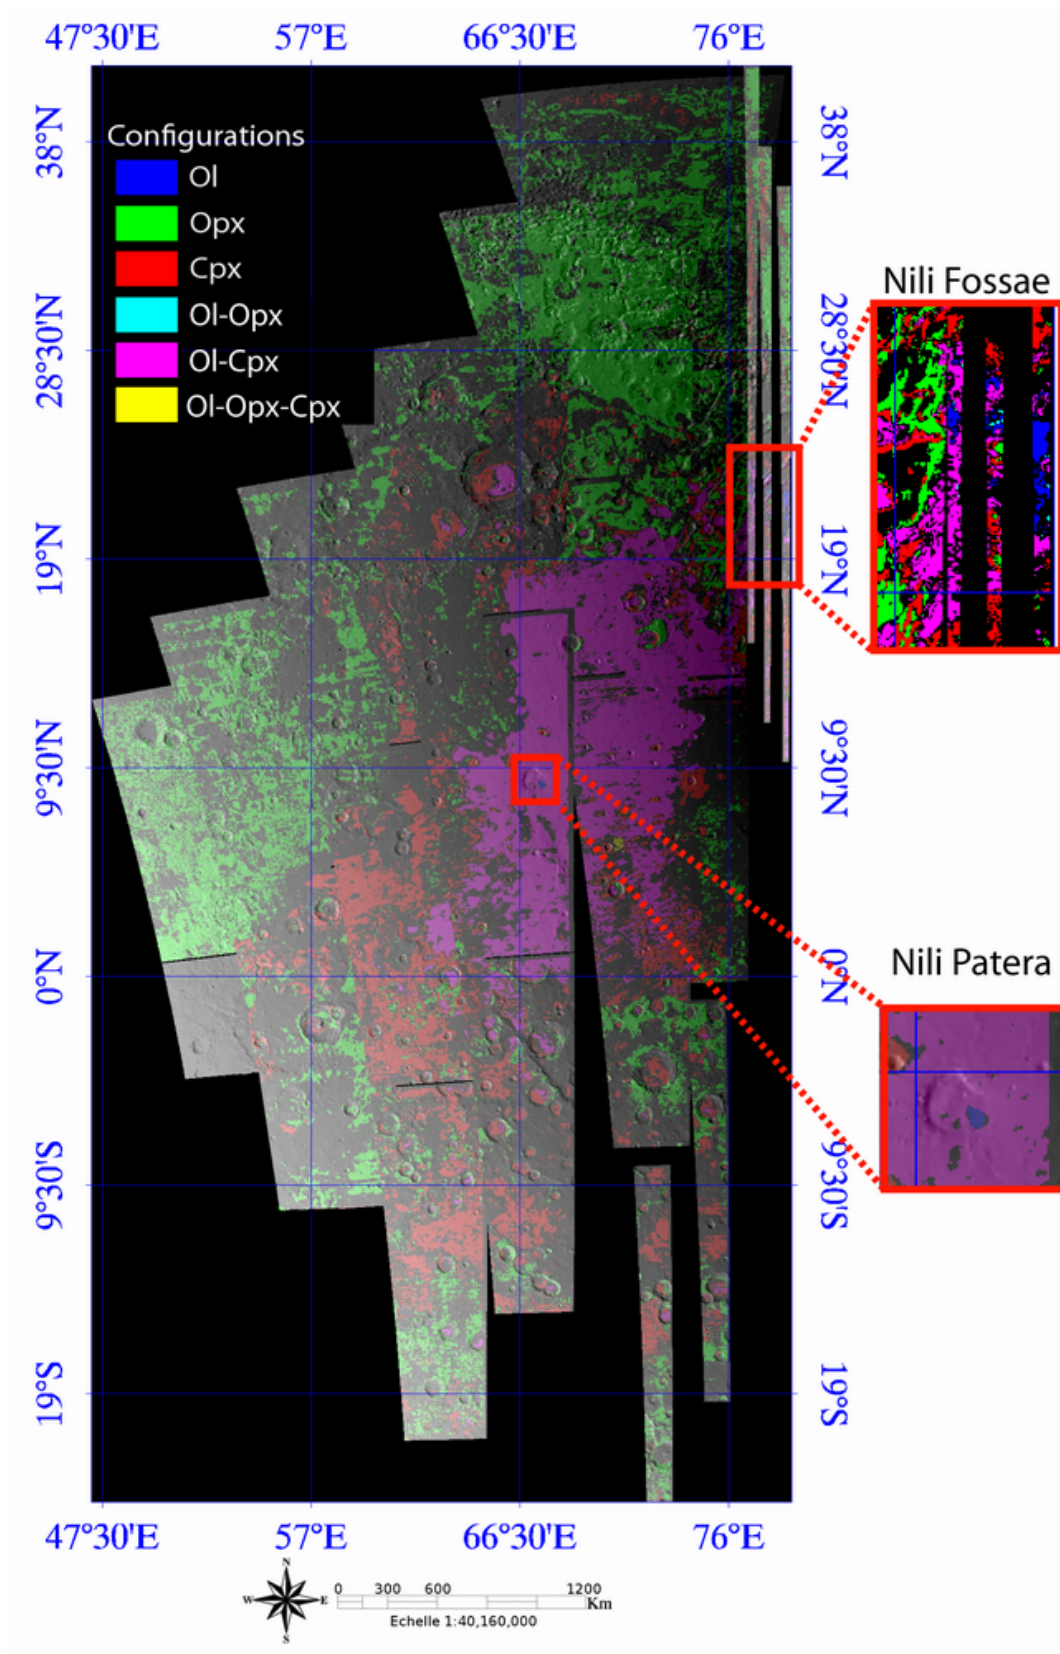 47°30'E 57°E 66°30'E 76°E
38°N 38°N
Configurations
Ol
Opx
Cpx
Ol-Opx
Ol-Cpx
Ol-Opx-Cpx
Nili Fossae
28°30'N 28°30'N
19°N 19°N
9°30'N 9°30'N
Nili Patera
0°N 0°N
9°30'S 9°30'S
19°S 19°S
47°30'E 57°E 66°30'E 76°E
N
W E
S
0 300 600 1200
Km
Echelle 1:40,160,000